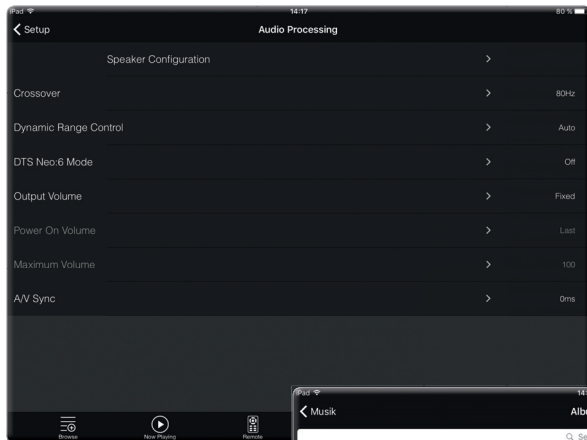 iPad 14:17 80 %
Setup Audio Processing
Speaker Configuration
Crossover 80Hz
Dynamic Range Control Auto
DTS Neo:6 Mode Off
Output Volume Fixed
Power On Volume Last
Maximum Volume 100
A/V Sync 0ms
Browse Now Playing Remote
iPad
Musik